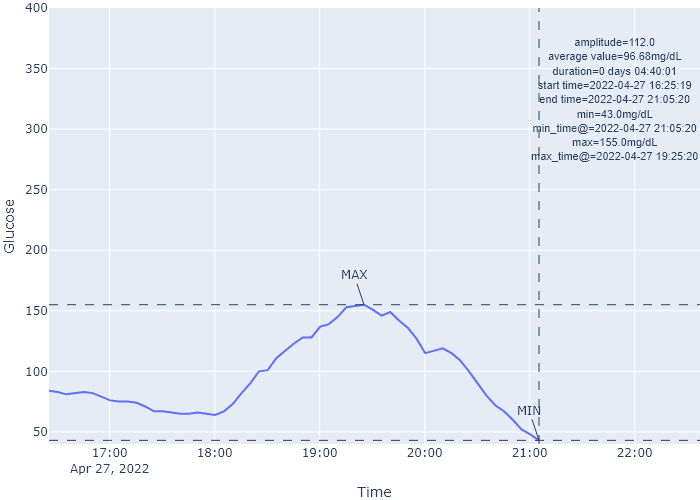 400
350
300
250
200
150
100
50
Glucose
amplitude=112.0
average value=96.68mg/dL
duration=0 days 04:40:01
start time=2022-04-27 16:25:19
end time=2022-04-27 21:05:20
min=43.0mg/dL
min_time@=2022-04-27 21:05:20
max=155.0mg/dL
max_time@=2022-04-27 19:25:20
MAX
MIN
17:00 18:00 19:00 20:00 21:00 22:00
Apr 27, 2022
Time